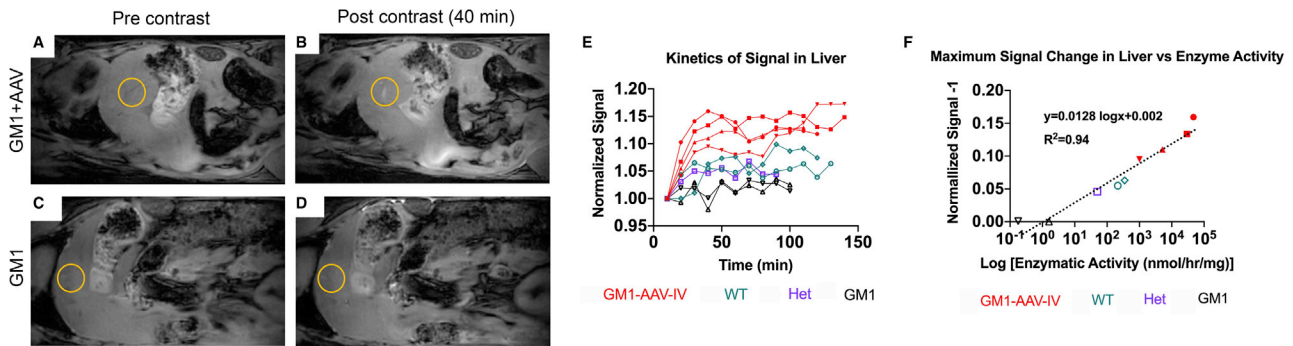 Pre contrast
Post contrast (40 min)
GM1+AAV
A
B
GM1
C
D
E
Kinetics of Signal in Liver
Normalized Signal
1.20
1.15
1.10
1.05
1.00
0.95
0
50
100
150
Time (min)
GM1-AAV-IV
WT
Het
GM1
F
Maximum Signal Change in Liver vs Enzyme Activity
Normallized Signal -1
0.20
0.15
0.10
0.05
0.00
y=0.0128 logx+0.002
R²=0.94
10⁻¹ 10⁰ 10¹ 10² 10³ 10⁴ 10⁵
Log [Enzymatic Activity (nmol/hr/mg)]
GM1-AAV-IV
WT
Het
GM1